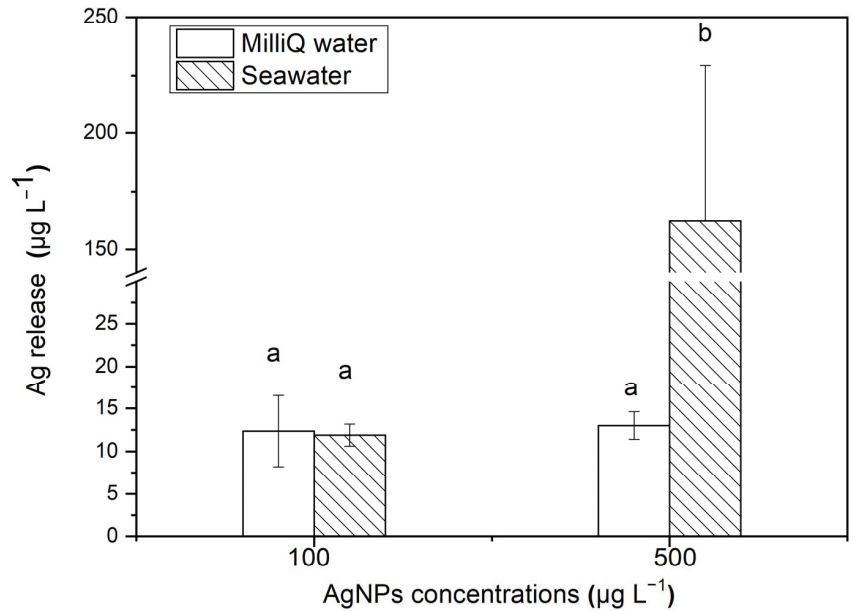 250
200
150
25
20
15
10
5
0
Ag release (µg L−1)
MilliQ water
Seawater
a
a
a
b
100
500
AgNPs concentrations (µg L−1)